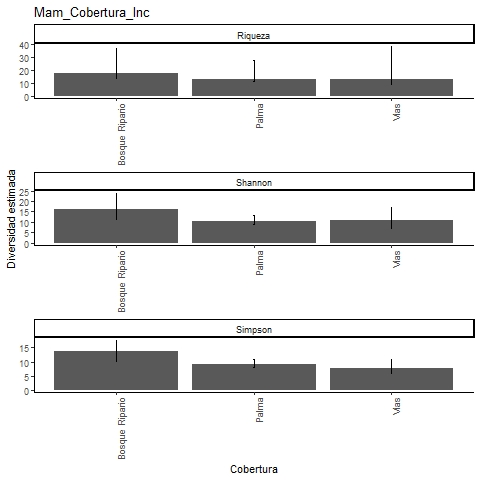 Mam_Cobertura_Inc
Riqueza
40
30
20
10
0
Bosque Ripario
Palma
Vias
Diversidad estimada
Shannon
25
20
15
10
5
0
Bosque Ripario
Palma
Vias
Simpson
15
10
5
0
Bosque Ripario
Palma
Vias
Cobertura